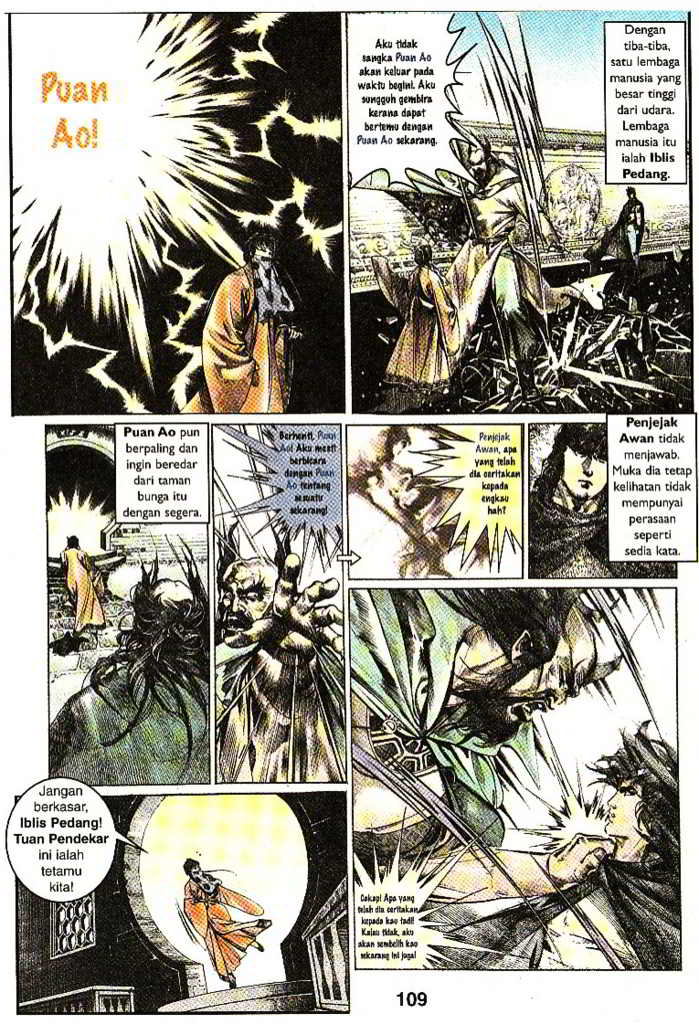 Puan
Ao!
Aku tidak
sangka Puan Ao
akan keluar pada
waktu begini. Aku
sungguh gembira
kerana dapat
bertemu dengan
Puan Ao sekarang.
Dengan
tiba-tiba,
satu lembaga
manusia yang
besar tinggi
dari udara.
Lembaga
manusia itu
ialah Iblis
Pedang.
Puan Ao pun
berpaling dan
ingin beredar
dari taman
bunga itu
dengan segera.
Berhenti, Puan
Ao! Aku mesti
berbicara
dengan Puan
Ao tentang
sesuatu
sekarang!
Penjejak
Awan, apa
yang telah
dia ceritakan
kepada
engkau
hah?
Penjejak
Awan tidak
menjawab.
Muka dia tetap
kelihatan tidak
mempunyai
perasaan
seperti
sedia kata.
Cakap! Apa yang
telah dia ceritakan
kepada kau tadi!
Kalau tidak, aku
akan sembelih kau
sekarang ini juga!
Jangan
berkasar,
Iblis Pedang!
Tuan Pendekar
ini ialah
tetamu
kita!
109